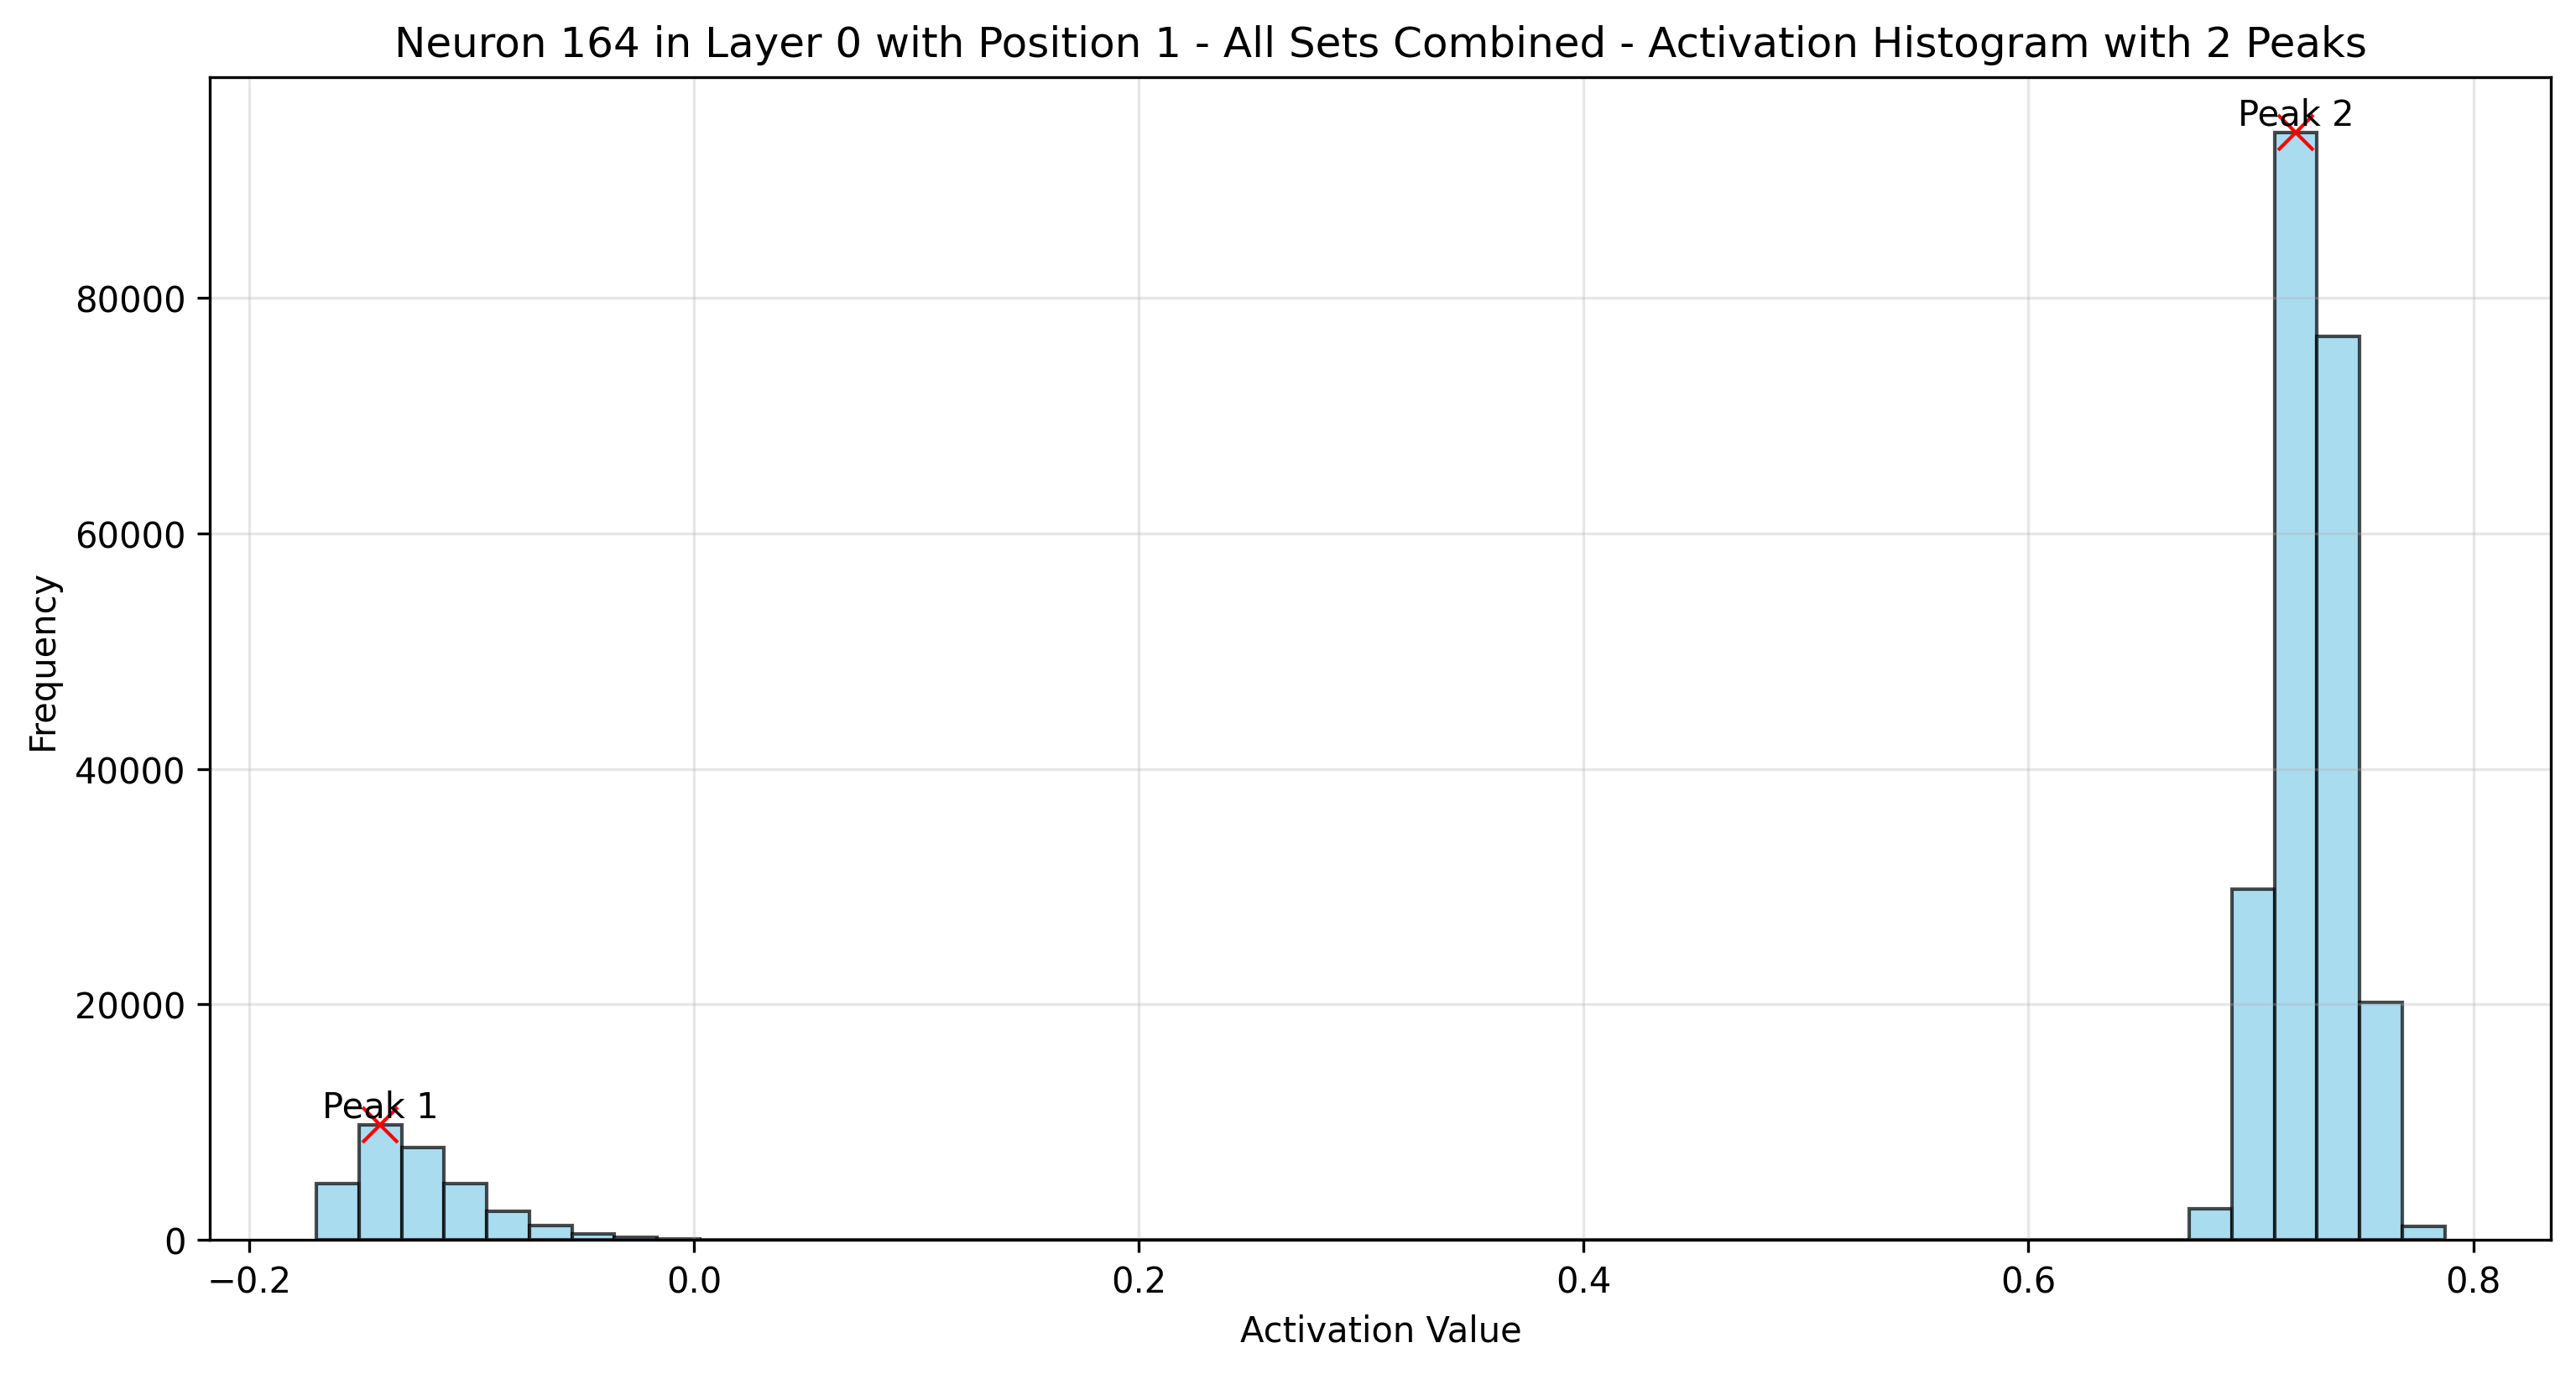 Neuron 164 in Layer 0 with Position 1 - All Sets Combined - Activation Histogram with 2 Peaks
Peak 2
80000
60000
Frequency
40000
20000
Peak 1
0
−0.2 0.0 0.2 0.4 0.6 0.8
Activation Value